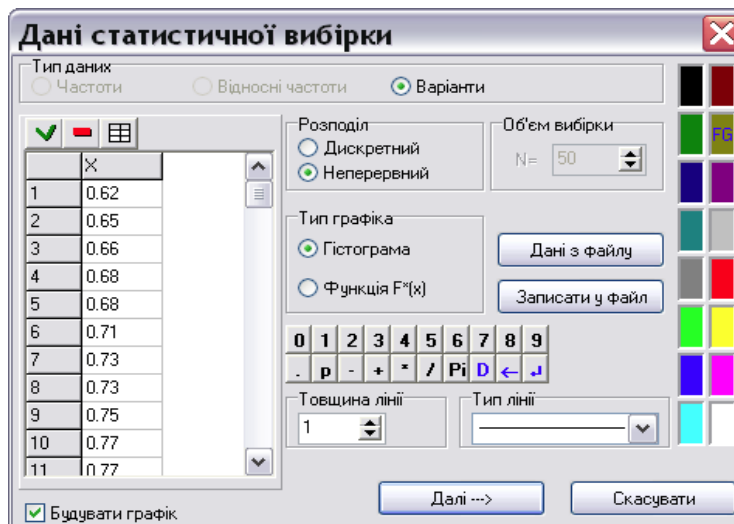 Дані статистичної вибірки
Тип даних
Частоти Відносні частоти Варіанти
X
1 0.62
2 0.65
3 0.66
4 0.68
5 0.68
6 0.71
7 0.73
8 0.73
9 0.75
10 0.77
11 0.77
Розподіл
Дискретний
Неперервний
Об'єм вибірки
N= 50
Тип графіка
Гістограма
Функція F*(x)
Дані з файлу
Записати у файл
0 1 2 3 4 5 6 7 8 9
. p - + * / Pi D ← ↲
Товщина лінії
1
Тип лінії
FG
Будувати графік
Далі --->
Скасувати